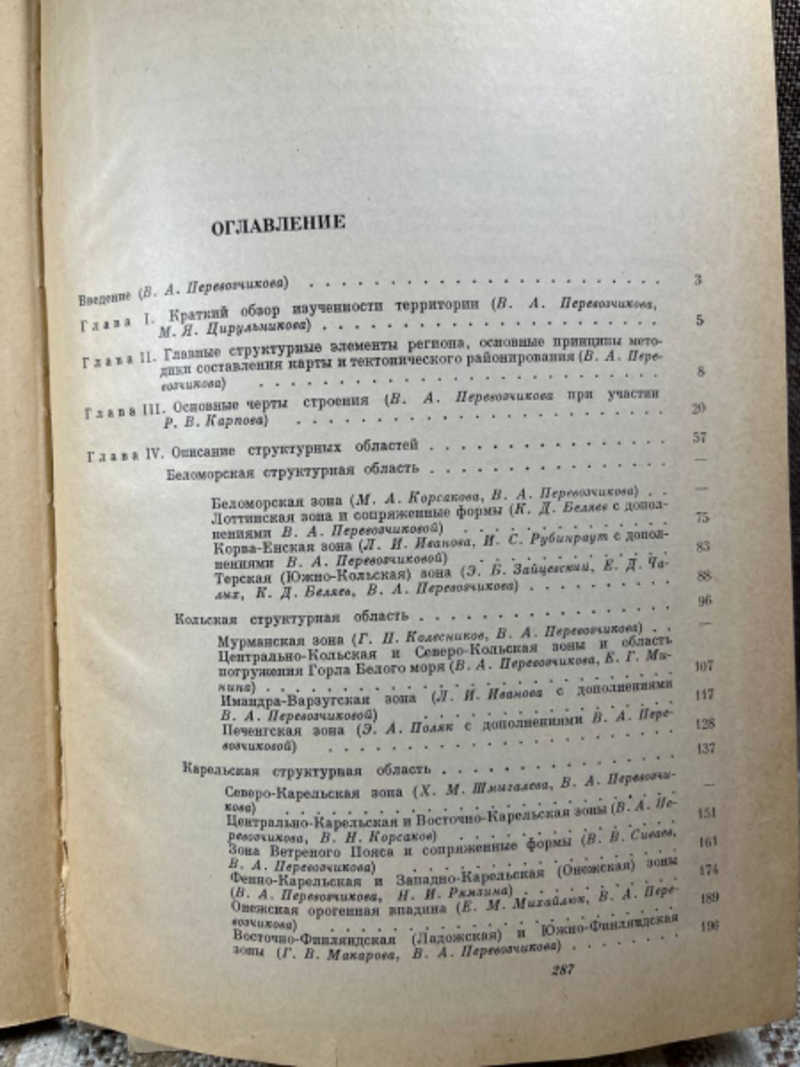 ОГЛАВЛЕНИЕ
Введение (В. А. Перевозчикова) . . . . . . . . . . . . . . . . . . 3
Глава I. Краткий обзор изученности территории (В. А. Перевозчикова,
М. Я. Цирульникова) . . . . . . . . . . . . . . . . . . 5
Глава II. Главные структурные элементы региона, основные принципы мето-
дики составления карты и тектонического районирования (В. А. Пере-
возчикова) . . . . . . . . . . . . . . . . . . 8
Глава III. Основные черты строения (В. А. Перевозчикова при участии
Р. В. Карпова) . . . . . . . . . . . . . . . . . . 20
Глава IV. Описание структурных областей . . . . . . . . . . . . 57
Беломорская структурная область . . . . . . . . . . . . —
Беломорская зона (М. А. Корсакова, В. А. Перевозчикова) . . —
Лоттинская зона и сопряженные формы (К. Д. Беляев с допол-
нениями В. А. Перевозчиковой) . . . . . . . . . . 75
Корва-Енская зона (Л. И. Иванова, И. С. Рубинраут с допол-
нениями В. А. Перевозчиковой) . . . . . . . . . . 83
Терская (Южно-Кольская) зона (Э. Б. Зайцевский, Е. Д. Ча-
лых, К. Д. Беляев, В. А. Перевозчикова) . . . . . . . . 88
Кольская структурная область . . . . . . . . . . . . 96
Мурманская зона (Г. П. Колесников, В. А. Перевозчикова) . . —
Центрально-Кольская и Северо-Кольская зоны и область
погружения Горла Белого моря (В. А. Перевозчикова, К. Г. Ми-
нина) . . . . . . . . . . . . . . . . . . 107
Имандра-Варзугская зона (Л. И. Иванова с дополнениями
В. А. Перевозчиковой) . . . . . . . . . . . . 117
Печенгская зона (Э. А. Поляк с дополнениями В. А. Пере-
возчиковой) . . . . . . . . . . . . . . . . 128
Карельская структурная область . . . . . . . . . . . . 137
Северо-Карельская зона (Х. М. Шмыгалева, В. А. Перевозчи-
кова) . . . . . . . . . . . . . . . . . . —
Центрально-Карельская и Восточно-Карельская зоны (В. А. Пе-
ревозчикова, В. Н. Корсаков) . . . . . . . . . . 151
Зона Ветреного Пояса и сопряженные формы (В. В. Сиваев,
В. А. Перевозчикова) . . . . . . . . . . . . 161
Фенно-Карельская и Западно-Карельская (Онежская) зоны
(В. А. Перевозчикова, Н. И. Рямзина) . . . . . . . . 174
Онежская орогенная впадина (Е. М. Михайлюк, В. А. Пере-
возчикова) . . . . . . . . . . . . . . . . 189
Восточно-Финляндская (Ладожская) и Южно-Финляндская
зоны (Г. В. Макарова, В. А. Перевозчикова) . . . . . . 196
287